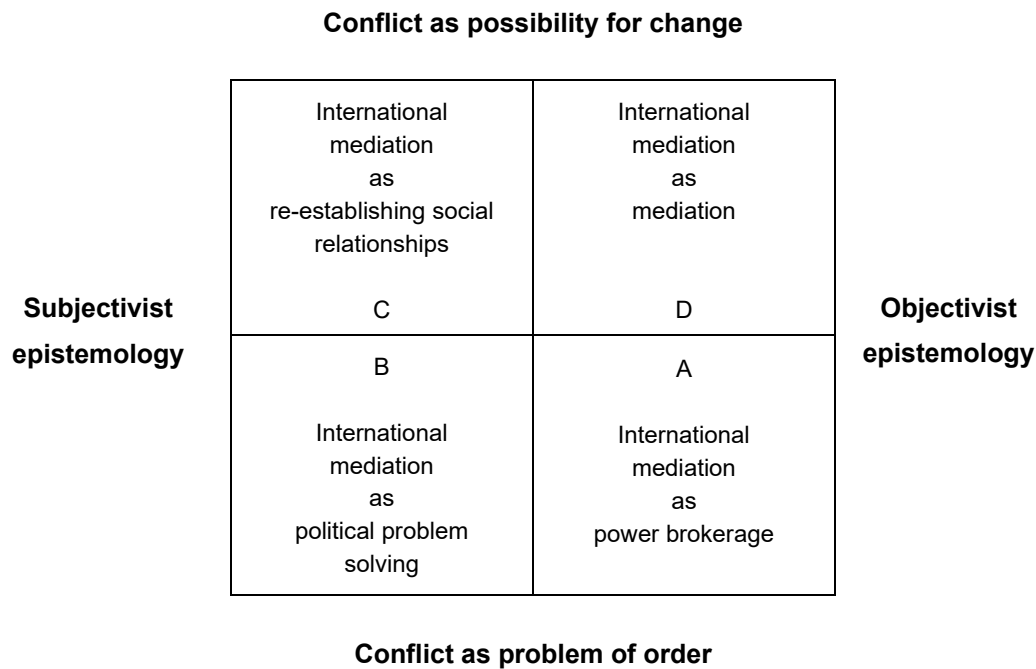 Conflict as possibility for change
International
mediation
as
re-establishing social
relationships
C
International
mediation
as
mediation
D
Subjectivist
epistemology
Objectivist
epistemology
B
International
mediation
as
political problem
solving
A
International
mediation
as
power brokerage
Conflict as problem of order